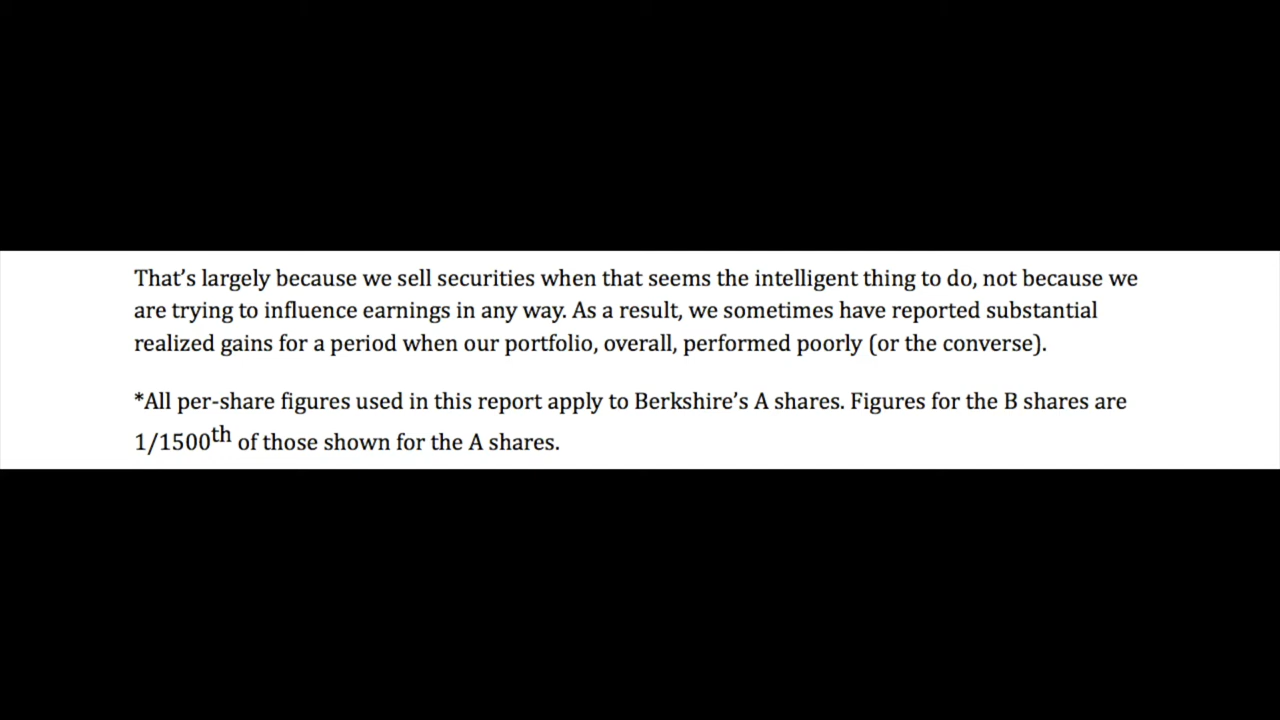 That’s largely because we sell securities when that seems the intelligent thing to do, not because we
are trying to influence earnings in any way. As a result, we sometimes have reported substantial
realized gains for a period when our portfolio, overall, performed poorly (or the converse).
*All per-share figures used in this report apply to Berkshire’s A shares. Figures for the B shares are
1/1500th of those shown for the A shares.